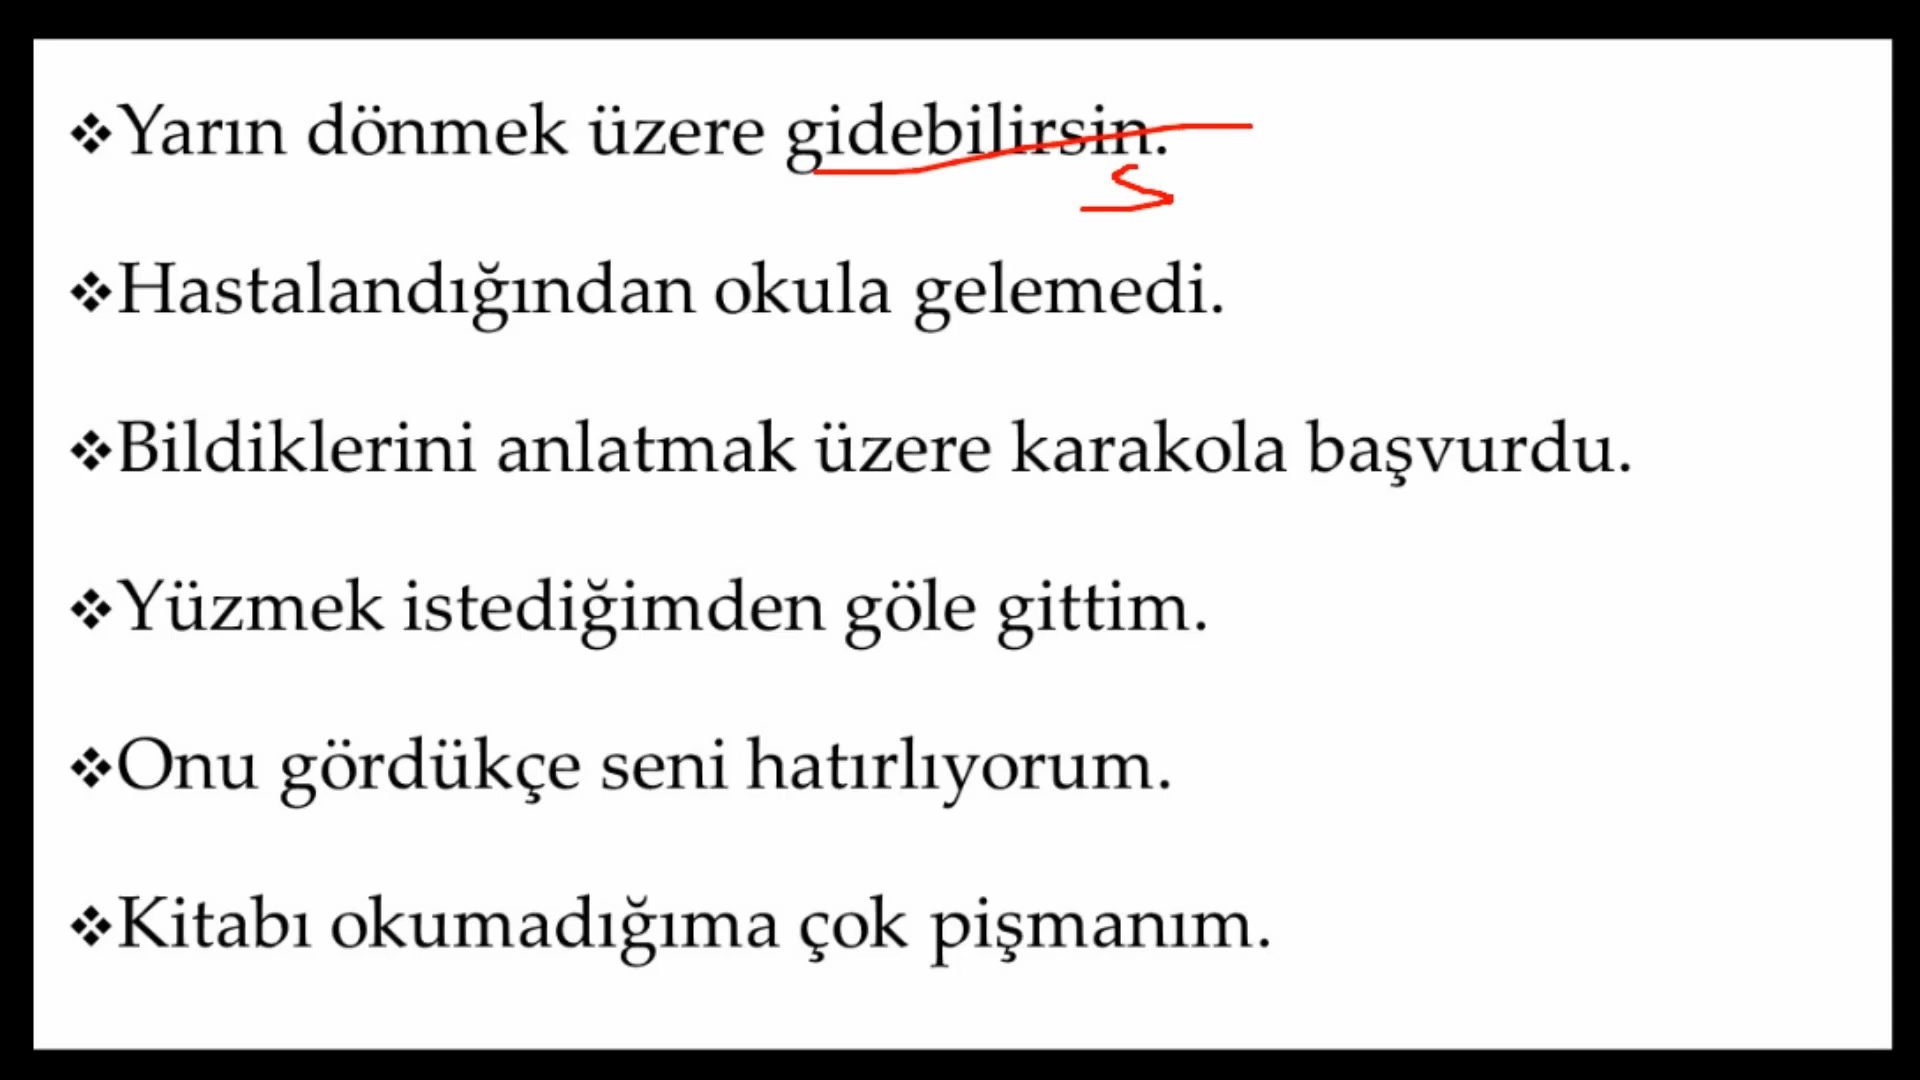 ❖Yarın dönmek üzere gidebilirsin.
S
❖Hastalandığından okula gelemedi.
❖Bildiklerini anlatmak üzere karakola başvurdu.
❖Yüzmek istediğimden göle gittim.
❖Onu gördükçe seni hatırlıyorum.
❖Kitabı okumadığıma çok pişmanım.